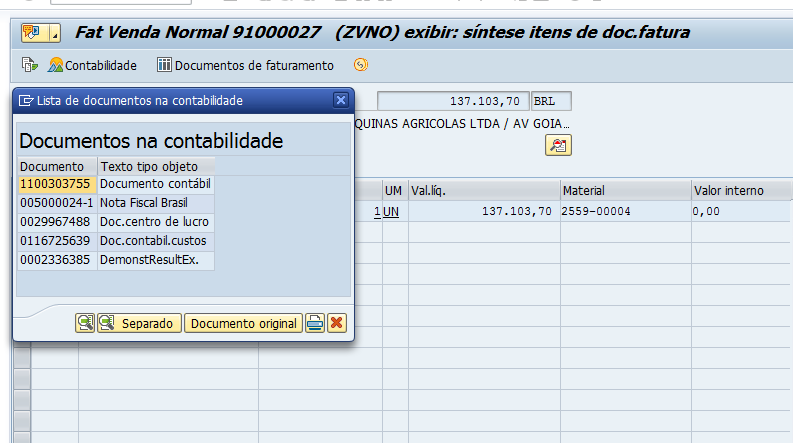 Fat Venda Normal 91000027 (ZVNO) exibir: síntese itens de doc.fatura
Contabilidade Documentos de faturamento
Lista de documentos na contabilidade
137.103,70 BRL
QUINAS AGRICOLAS LTDA / AV GOIA…
Documentos na contabilidade
Documento Texto tipo objeto
1100303755 Documento contábil
005000024-1 Nota Fiscal Brasil
0029967488 Doc.centro de lucro
0116725639 Doc.contabil.custos
0002336385 DemonstResultEx.
Separado Documento original
UM Val.líq. Material Valor interno
1 UN 137.103,70 2559-00004 0,00